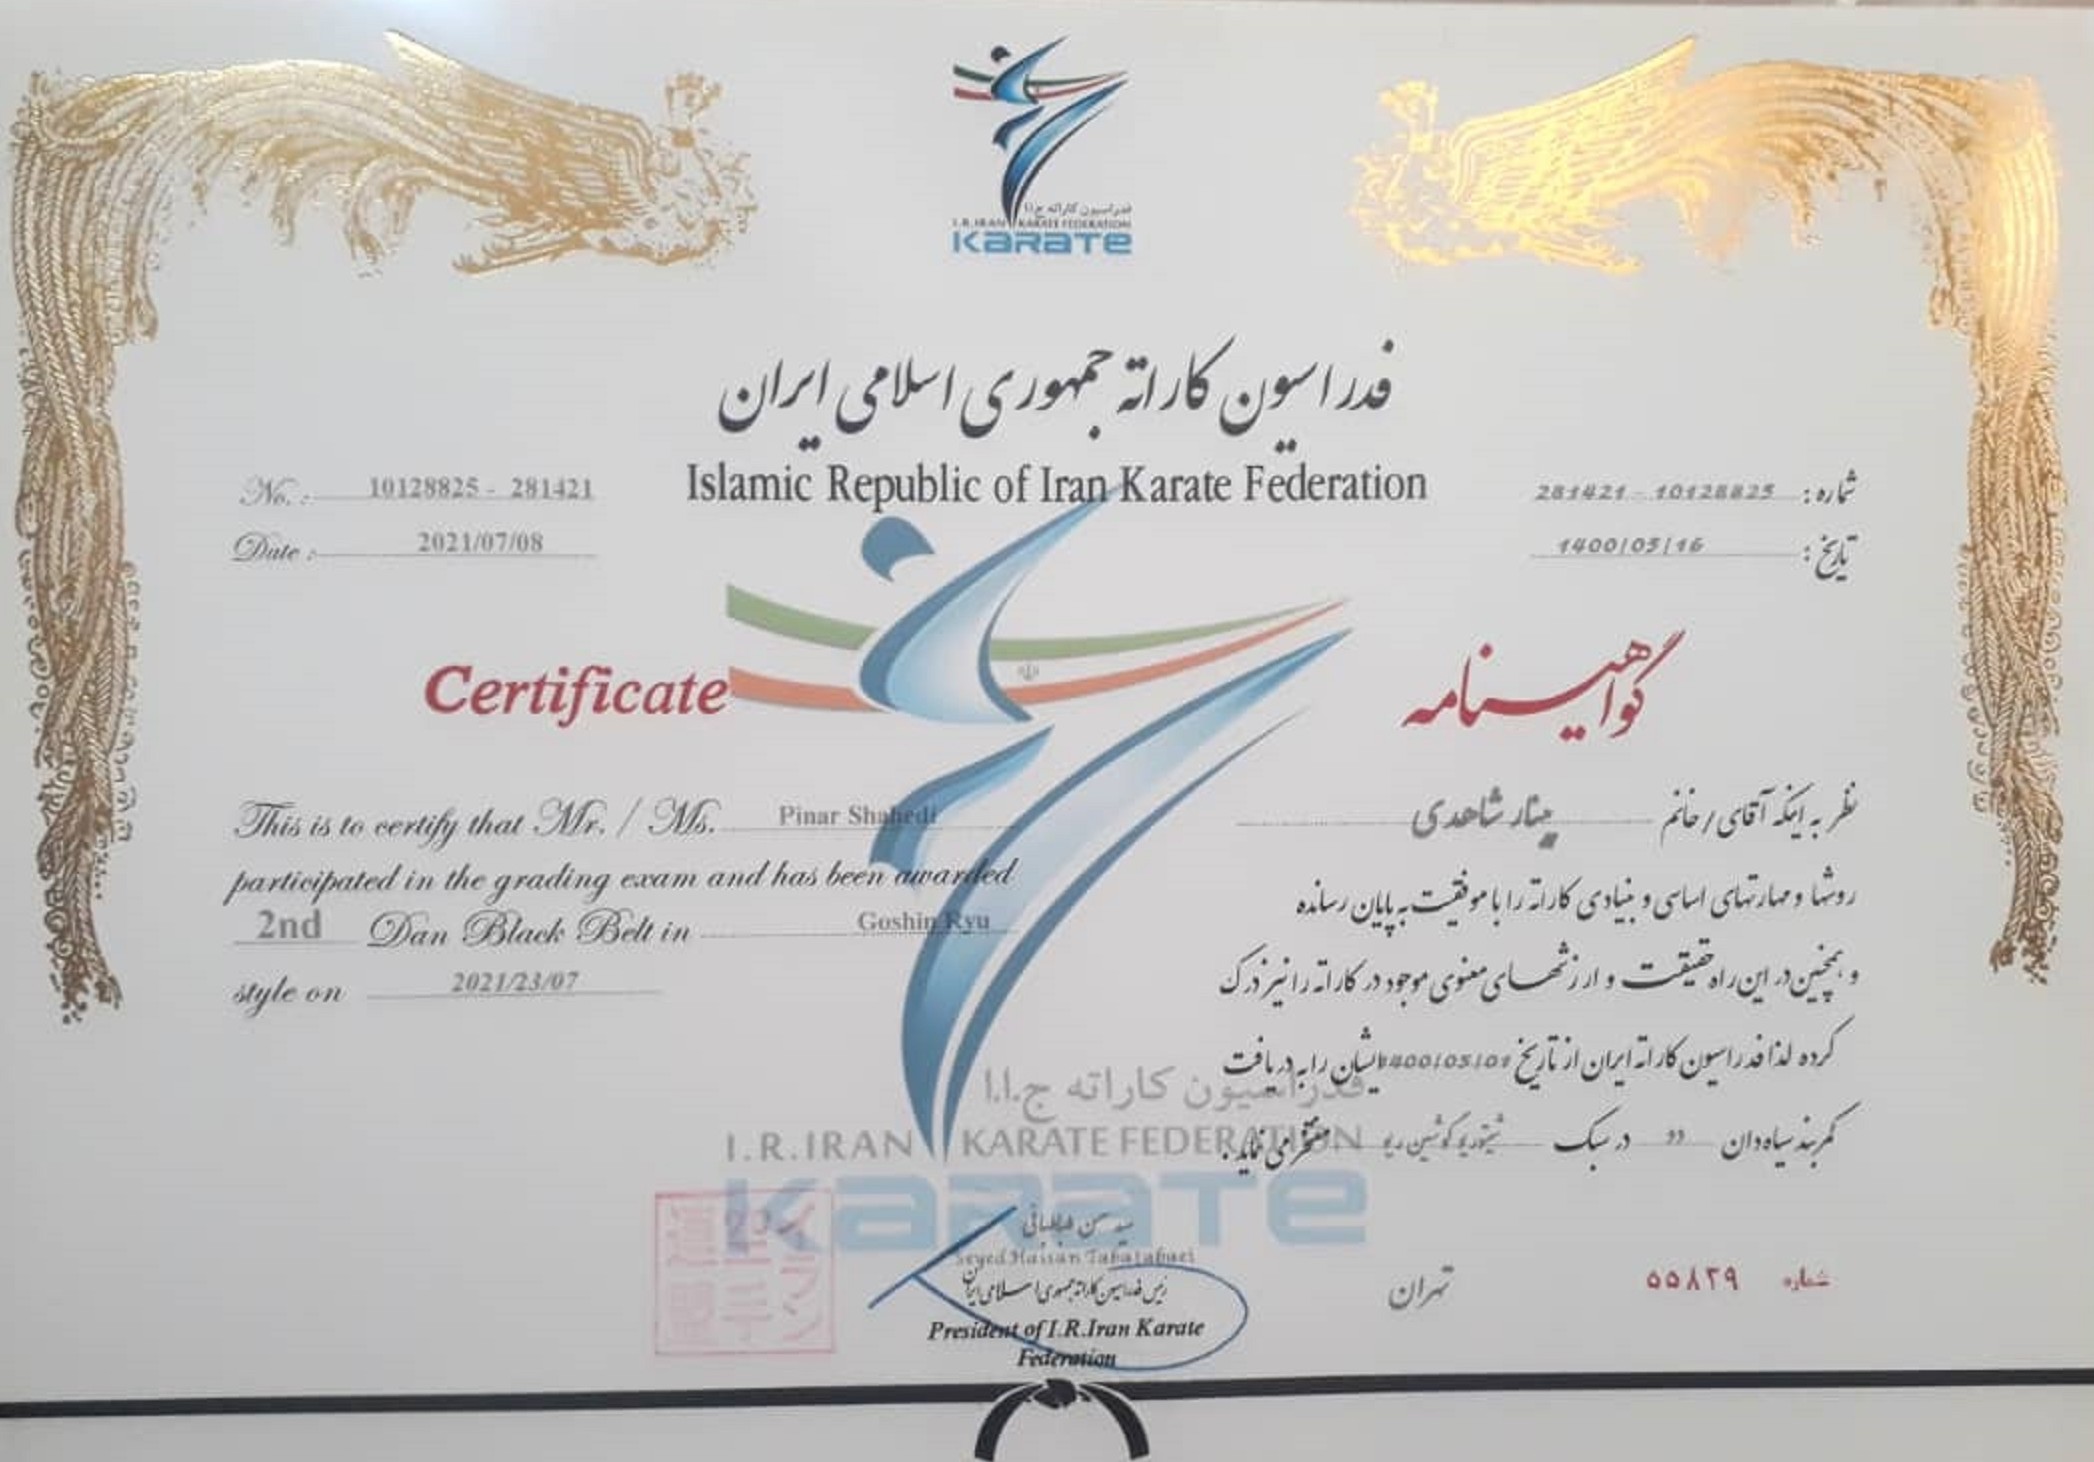 فدراسیون کاراته ج.ا.ا
I.R.IRAN KARATE FEDERATION
KARATE
فدراسیون کاراته جمهوری اسلامی ایران
Islamic Republic of Iran Karate Federation
No. : 10128825 - 281421
Date : 2021/07/08
شماره : 281421 - 10128825
تاریخ : 1400/05/16
Certificate
گواهینامه
This is to certify that Mr. / Ms. Pinar Shahedi
participated in the grading exam and has been awarded
2nd Dan Black Belt in Goshin Ryu
style on 2021/23/07
نظر به اینکه آقای / خانم پینار شاهدی
روشها و مهارتهای اساسی و بنیادی کاراته را با موفقیت به پایان رسانده
و همچنین در این راه حقیقت و ارزشهای معنوی موجود در کاراته را نیز درک
کرده لذا فدراسیون کاراته ایران از تاریخ 1400/05/01 ایشان را به دریافت
کمربند سیاه دان دو در سبک شیتوریو گوشین ریو مفتخر می نماید.
فدراسیون کاراته ج.ا.ا
I.R.IRAN KARATE FEDERATION
KARATE
سید حسن طباطبائی
Seyed Hassan Tabatabaei
رئیس فدراسیون کاراته جمهوری اسلامی ایران
President of I.R.Iran Karate
Federation
تهران
شماره ۵۵۸۲۹